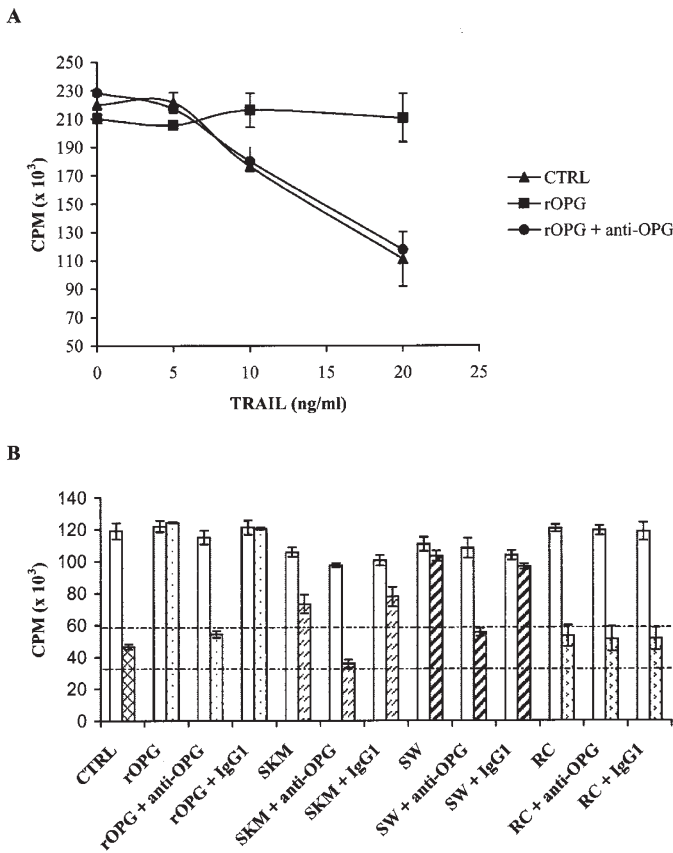 A
250
230
210
190
170
150
130
110
90
70
50
CPM (x 10³)
0 5 10 15 20 25
TRAIL (ng/ml)
CTRL
rOPG
rOPG + anti-OPG
B
140
120
100
80
60
40
20
0
CPM (x 10³)
CTRL
rOPG
rOPG + anti-OPG
rOPG + IgG1
SKM
SKM + anti-OPG
SKM + IgG1
SW
SW + anti-OPG
SW + IgG1
RC
RC + anti-OPG
RC + IgG1